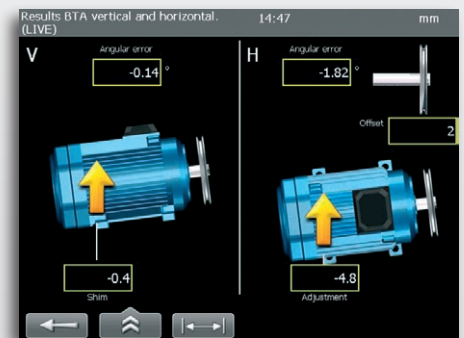 Results BTA vertical and horizontal. 14:47 mm
(LIVE)
V
Angular error
-0.14 °
H
Angular error
-1.82 °
Offset
2
-0.4
Shim
-4.8
Adjustment